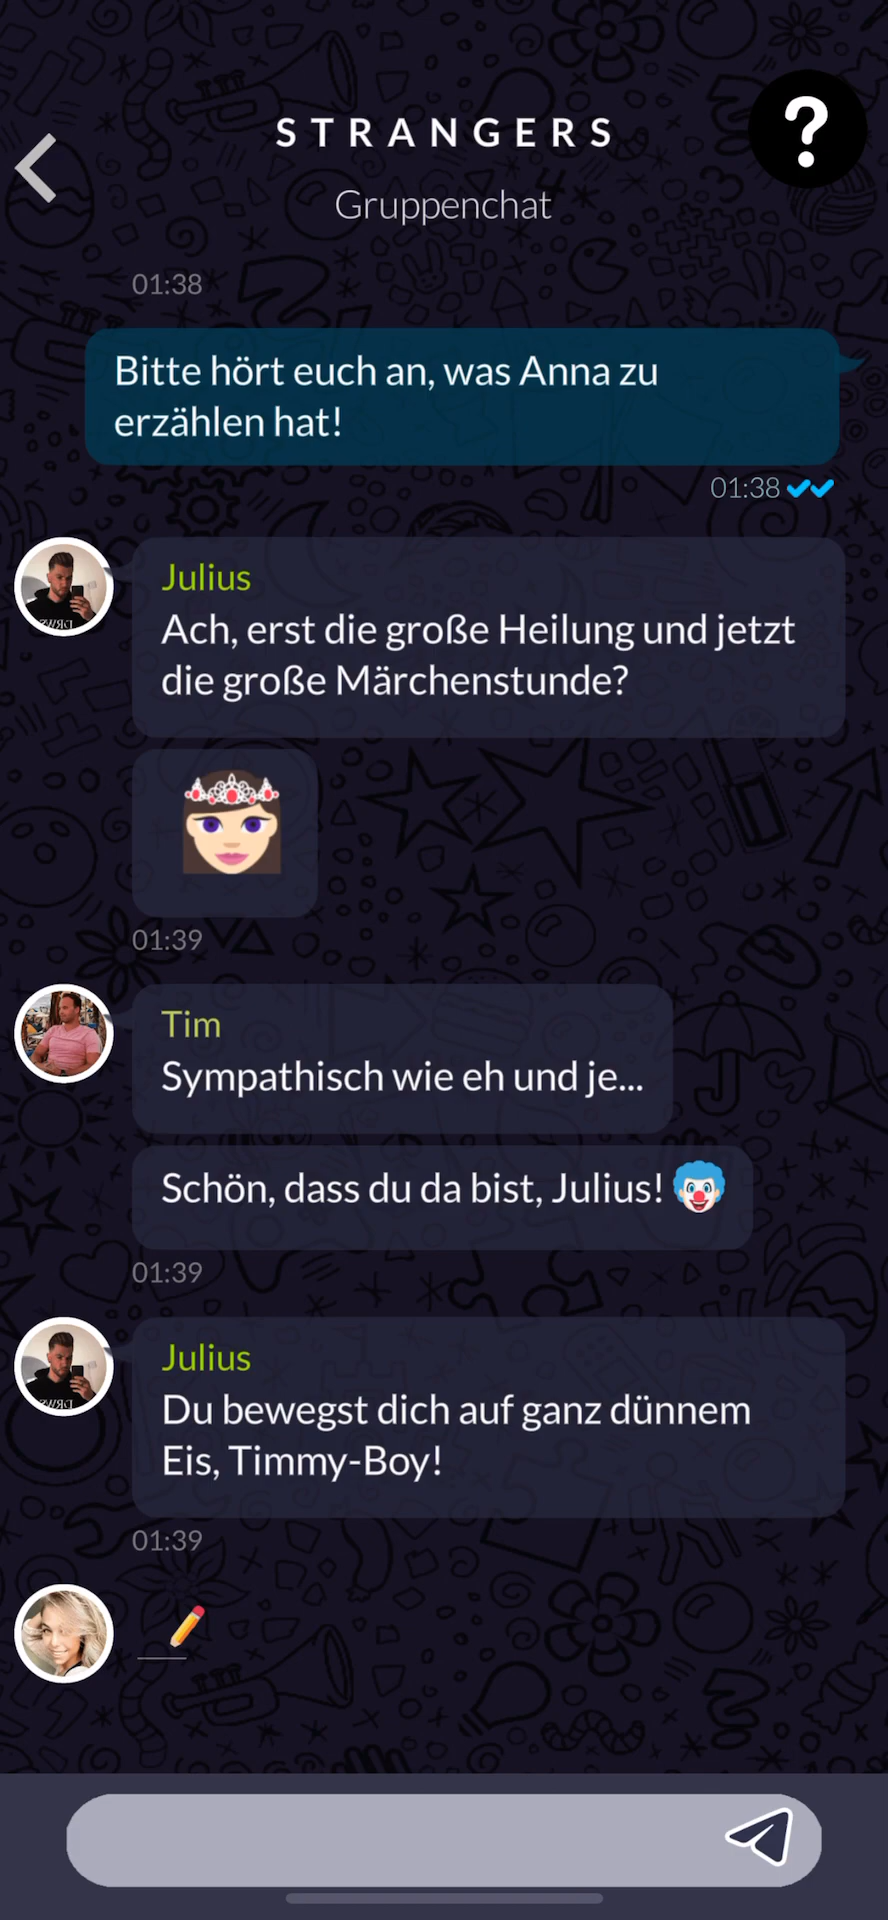 STRANGERS
Gruppenchat
01:38
Bitte hört euch an, was Anna zu
erzählen hat!
01:38
Julius
Ach, erst die große Heilung und jetzt
die große Märchenstunde?
01:39
Tim
Sympathisch wie eh und je...
Schön, dass du da bist, Julius!
01:39
Julius
Du bewegst dich auf ganz dünnem
Eis, Timmy-Boy!
01:39